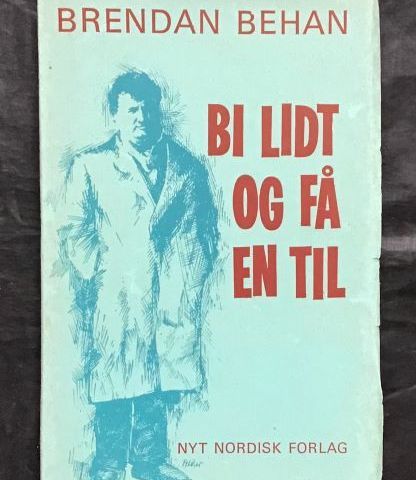 BRENDAN BEHAN
BI LIDT
OG FÅ
EN TIL
NYT NORDISK FORLAG